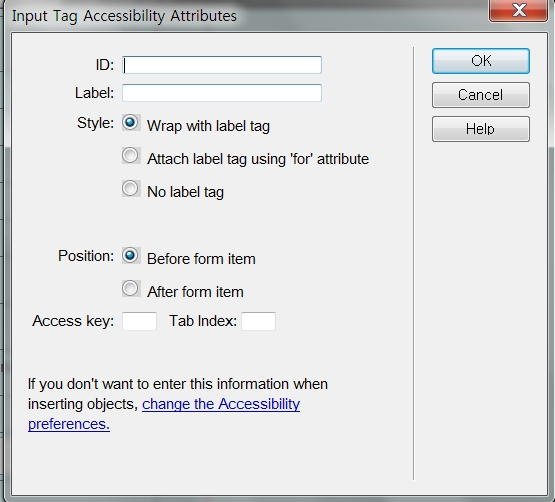 Input Tag Accessibility Attributes
ID:
OK
Label:
Cancel
Style:
Wrap with label tag
Help
Attach label tag using 'for' attribute
No label tag
Position:
Before form item
After form item
Access key:
Tab Index:
If you don't want to enter this information when
inserting objects, change the Accessibility
preferences.